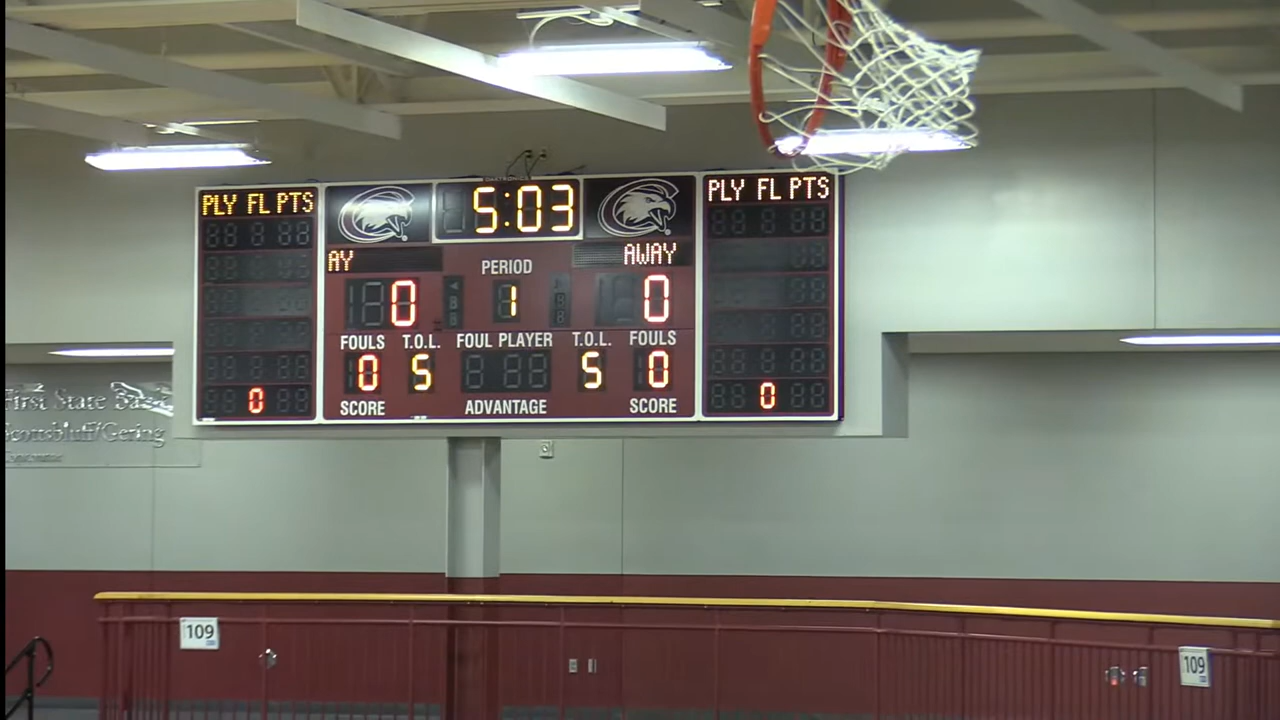 PLY FL PTS
5:03
PLY FL PTS
AY
AWAY
PERIOD
0
1
0
FOULS T.O.L. FOUL PLAYER T.O.L. FOULS
0 5 5 0
0
0
SCORE ADVANTAGE SCORE
First State Bank
Scottsbluff/Gering
109
109